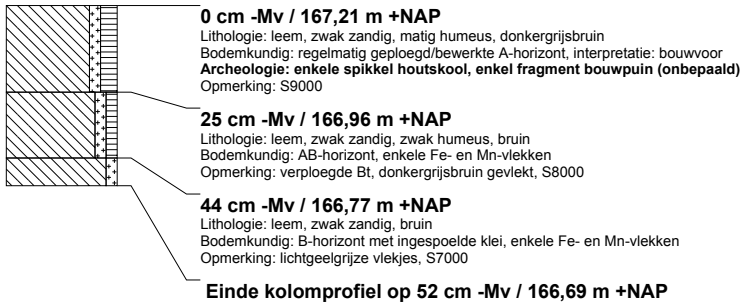 0 cm -Mv / 167,21 m +NAP
Lithologie: leem, zwak zandig, matig humeus, donkergrijsbruin
Bodemkundig: regelmatig geploegd/bewerkte A-horizont, interpretatie: bouwvoor
Archeologie: enkele spikkel houtskool, enkel fragment bouwpuin (onbepaald)
Opmerking: S9000
25 cm -Mv / 166,96 m +NAP
Lithologie: leem, zwak zandig, zwak humeus, bruin
Bodemkundig: AB-horizont, enkele Fe- en Mn-vlekken
Opmerking: verploegde Bt, donkergrijsbruin gevlekt, S8000
44 cm -Mv / 166,77 m +NAP
Lithologie: leem, zwak zandig, bruin
Bodemkundig: B-horizont met ingespoelde klei, enkele Fe- en Mn-vlekken
Opmerking: lichtgeelgrijze vlekjes, S7000
Einde kolomprofiel op 52 cm -Mv / 166,69 m +NAP